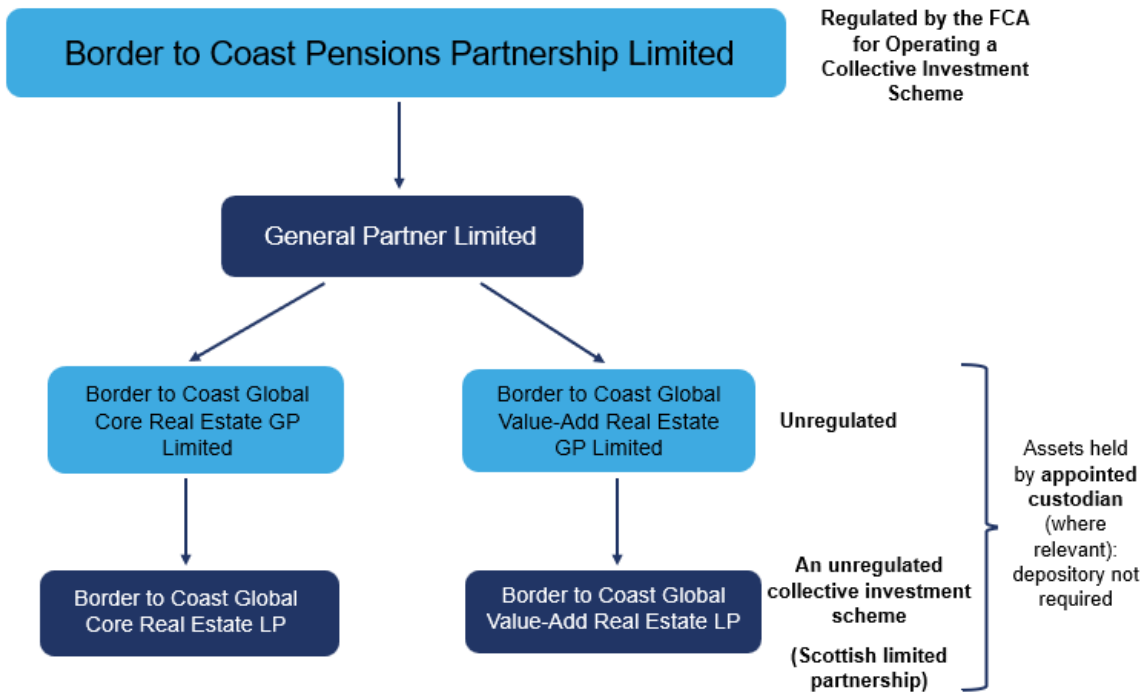 Border to Coast Pensions Partnership Limited
Regulated by the FCA
for Operating a
Collective Investment
Scheme
General Partner Limited
Border to Coast Global
Core Real Estate GP
Limited
Border to Coast Global
Value-Add Real Estate
GP Limited
Unregulated
Assets held
by appointed
custodian
(where
relevant):
depository not
required
Border to Coast Global
Core Real Estate LP
Border to Coast Global
Value-Add Real Estate LP
An unregulated
collective investment
scheme
(Scottish limited
partnership)